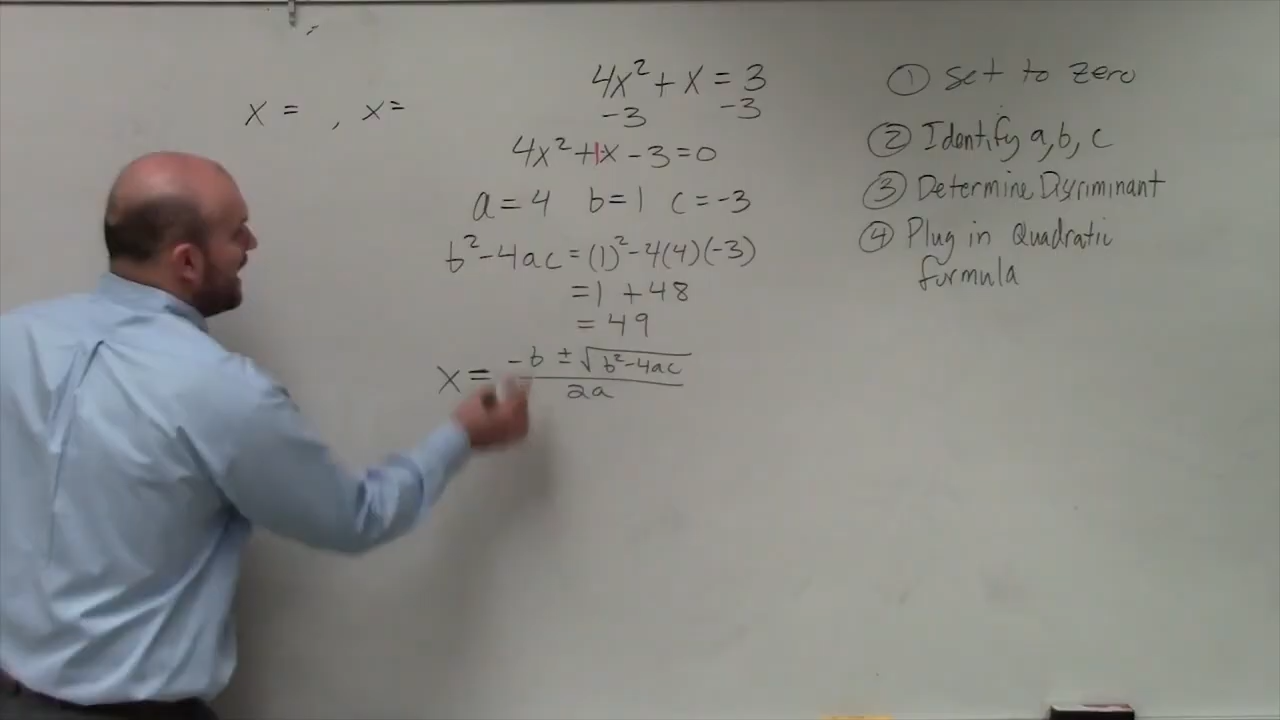 x = , x=
4x² + x = 3
-3 -3
4x² + 1x - 3 = 0
a = 4 b = 1 c = -3
b² - 4ac = (1)² - 4(4)(-3)
= 1 + 48
= 49
x = (-b ± √(b² - 4ac)) / 2a
① Set to zero
② Identify a, b, c
③ Determine Discriminant
④ Plug in Quadratic
formula